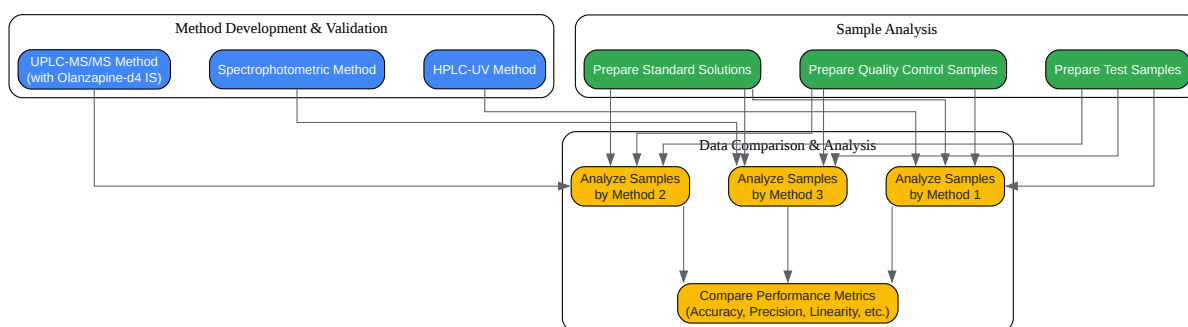 Method Development & Validation
Sample Analysis
UPLC-MS/MS Method
(with Olanzapine-d4 IS)
Spectrophotometric Method
HPLC-UV Method
Prepare Standard Solutions
Prepare Quality Control Samples
Prepare Test Samples
Data Comparison & Analysis
Analyze Samples
by Method 2
Analyze Samples
by Method 3
Analyze Samples
by Method 1
Compare Performance Metrics
(Accuracy, Precision, Linearity, etc.)